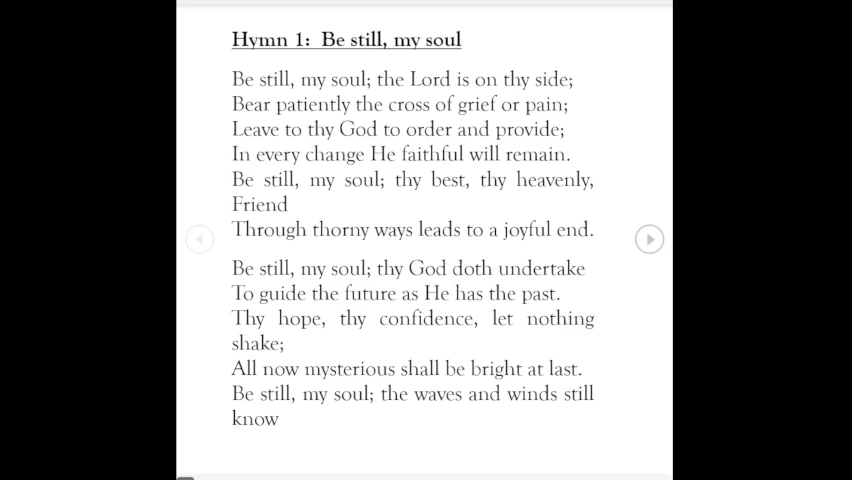 Hymn 1: Be still, my soul
Be still, my soul; the Lord is on thy side;
Bear patiently the cross of grief or pain;
Leave to thy God to order and provide;
In every change He faithful will remain.
Be still, my soul; thy best, thy heavenly,
Friend
Through thorny ways leads to a joyful end.
Be still, my soul; thy God doth undertake
To guide the future as He has the past.
Thy hope, thy confidence, let nothing
shake;
All now mysterious shall be bright at last.
Be still, my soul; the waves and winds still
know